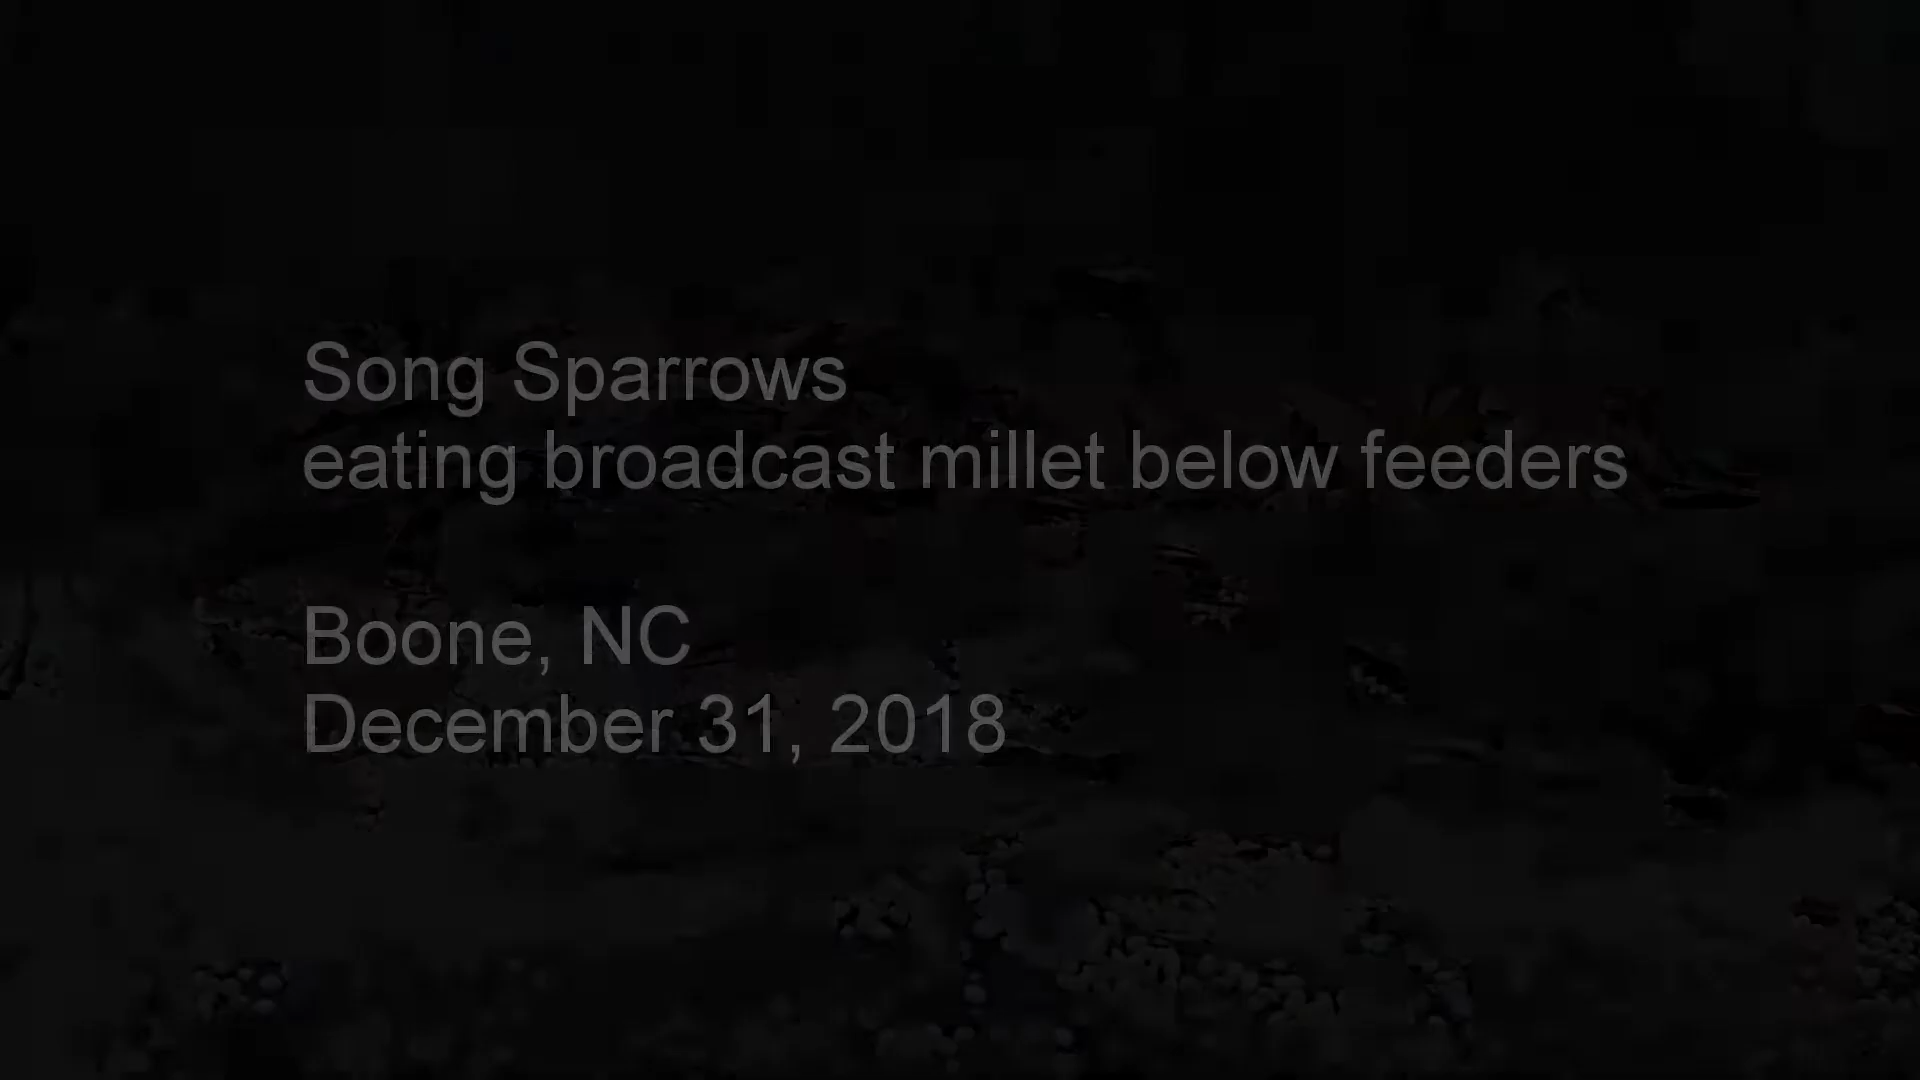 Song Sparrows
eating broadcast millet below feeders
Boone, NC
December 31, 2018